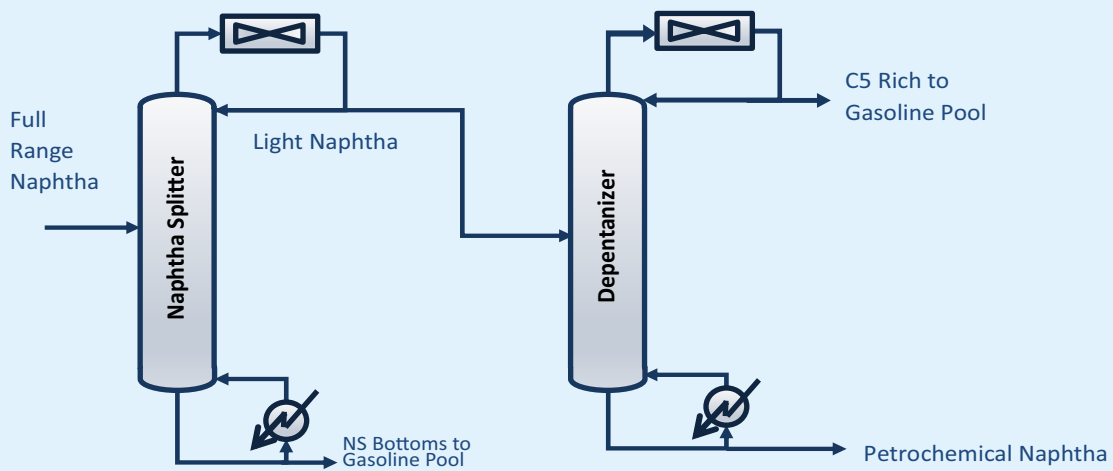 Full
Range
Naphtha
Naphtha Splitter
Light Naphtha
NS Bottoms to
Gasoline Pool
Depentanizer
C5 Rich to
Gasoline Pool
Petrochemical Naphtha